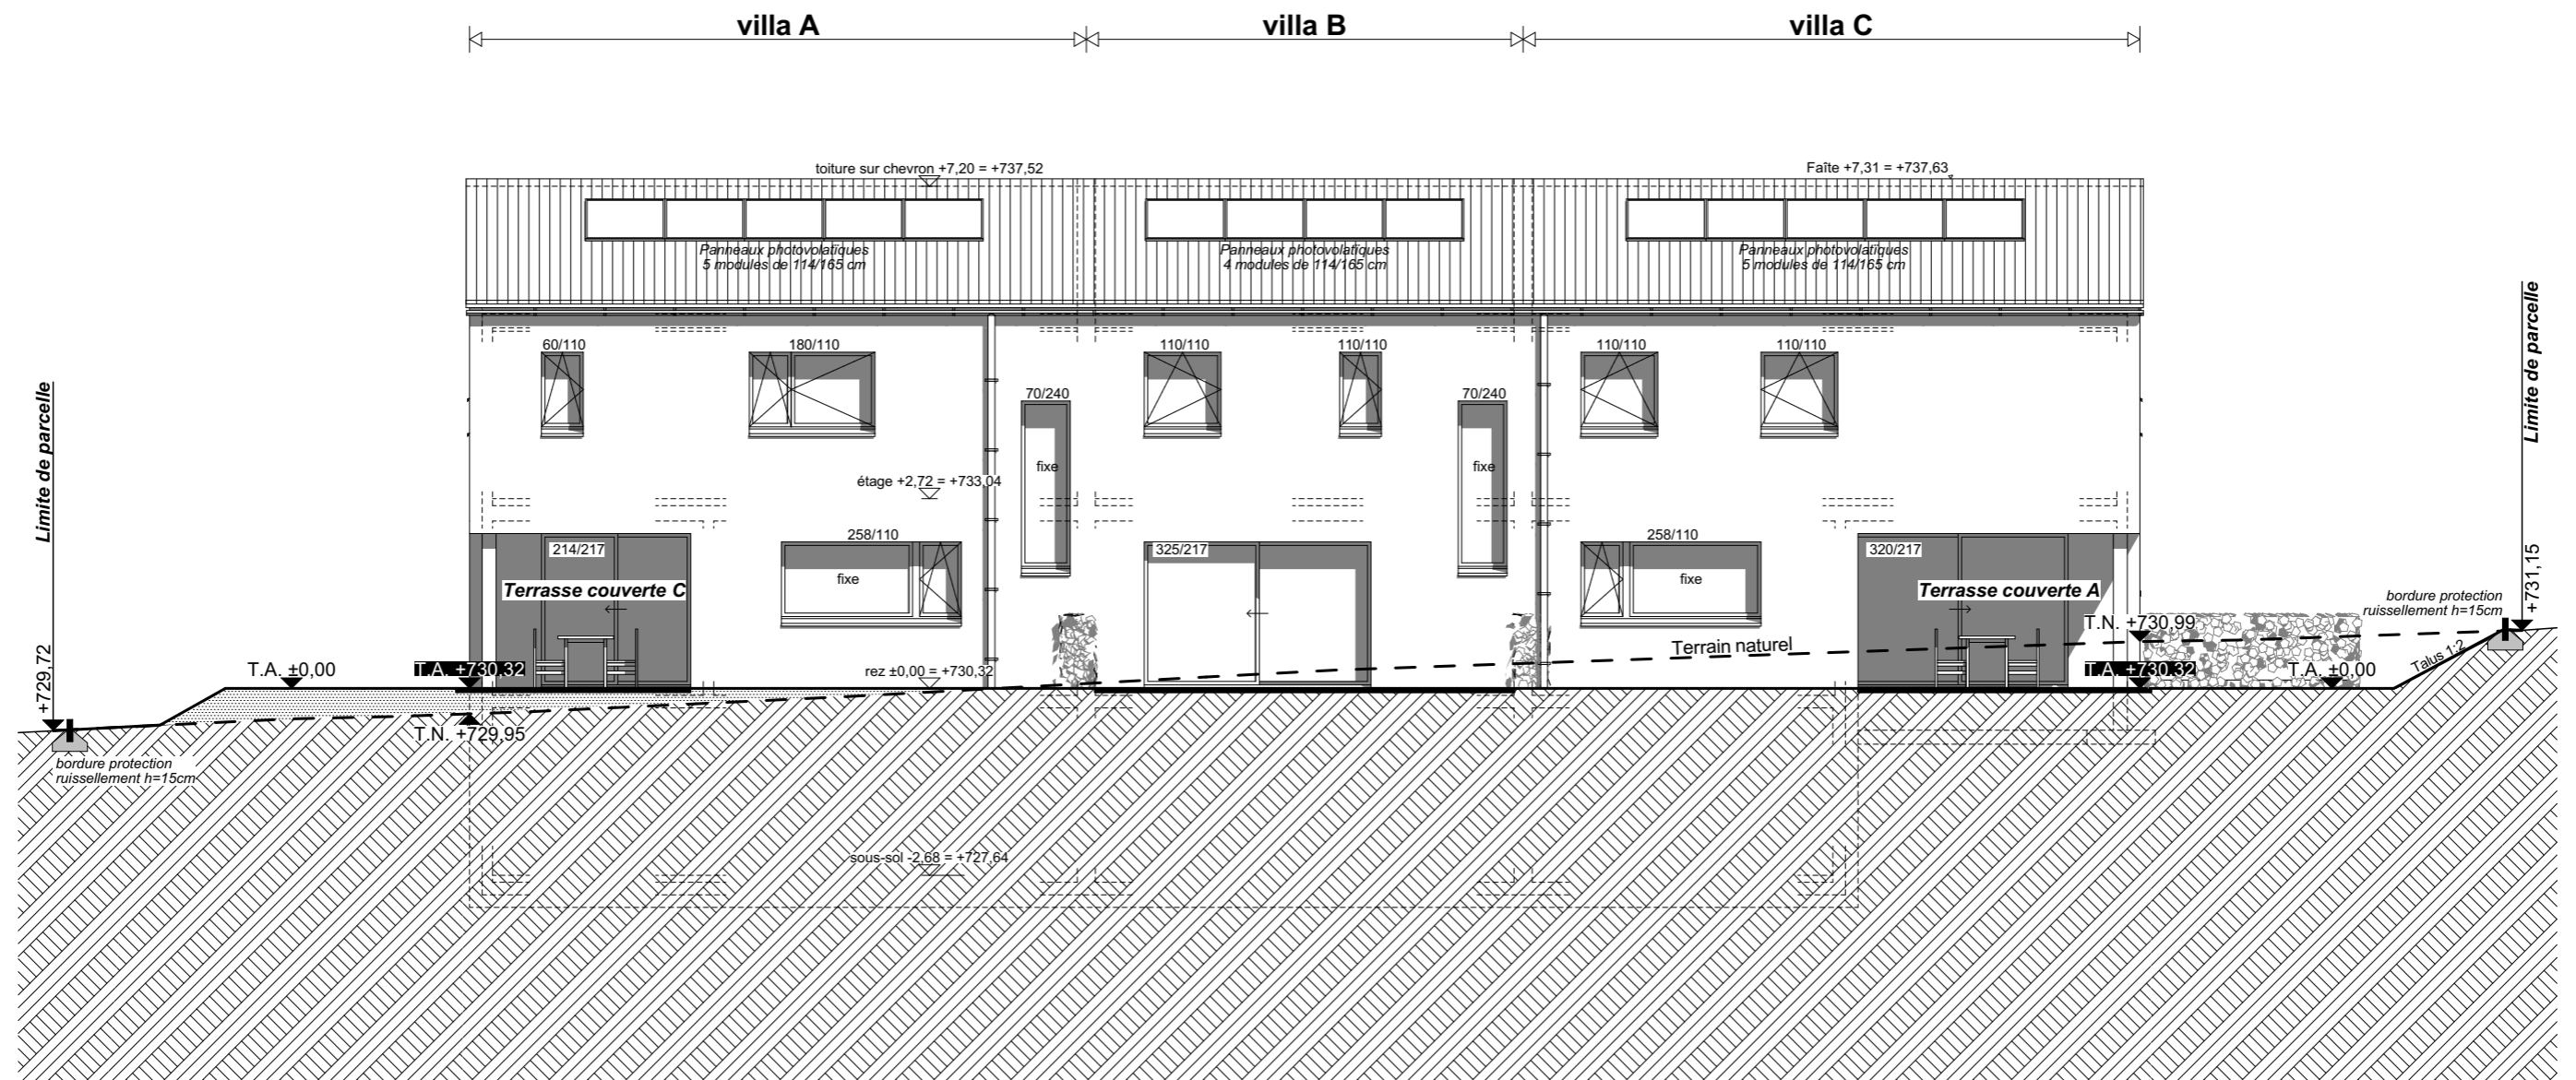 villa A
villa B
villa C
toiture sur chevron +7,20 = +737,52
Faîte +7,31 = +737,63
Panneaux photovolatïques
5 modules de 114/165 cm
Panneaux photovolatïques
4 modules de 114/165 cm
Panneaux photovolatïques
5 modules de 114/165 cm
Limite de parcelle
Limite de parcelle
60/110
180/110
110/110
110/110
110/110
110/110
70/240
70/240
fixe
fixe
étage +2,72 = +733,04
214/217
258/110
325/217
258/110
320/217
fixe
fixe
Terrasse couverte C
Terrasse couverte A
+731,15
bordure protection
ruissellement h=15cm
T.N. +730,99
Terrain naturel
Talus 1:2
+729,72
T.A. ±0,00
T.A. +730,32
rez ±0,00 = +730,32
T.A. +730,32
T.A. ±0,00
T.N. +729,95
bordure protection
ruissellement h=15cm
sous-sol -2,68 = +727,64